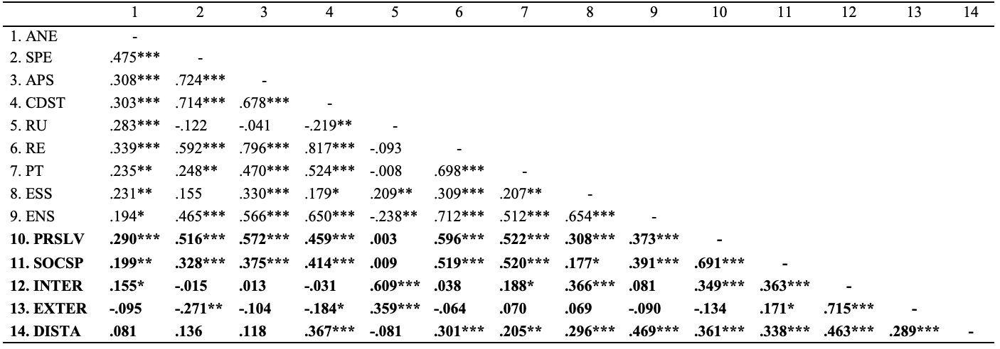 1 2 3 4 5 6 7 8 9 10 11 12 13 14
1. ANE -
2. SPE .475*** -
3. APS .308*** .724*** -
4. CDST .303*** .714*** .678*** -
5. RU .283*** -.122 -.041 -.219** -
6. RE .339*** .592*** .796*** .817*** -.093 -
7. PT .235** .248** .470*** .524*** -.008 .698*** -
8. ESS .231** .155 .330*** .179* .209** .309*** .207** -
9. ENS .194* .465*** .566*** .650*** -.238** .712*** .512*** .654*** -
10. PRSLV .290*** .516*** .572*** .459*** .003 .596*** .522*** .308*** .373*** -
11. SOCSP .199** .328*** .375*** .414*** .009 .519*** .520*** .177* .391*** .691*** -
12. INTER .155* -.015 .013 -.031 .609*** .038 .188* .366*** .081 .349*** .363*** -
13. EXTER -.095 -.271** -.104 -.184* .359*** -.064 .070 .069 -.090 -.134 .171* .715*** -
14. DISTA .081 .136 .118 .367*** -.081 .301*** .205** .296*** .469*** .361*** .338*** .463*** .289*** -